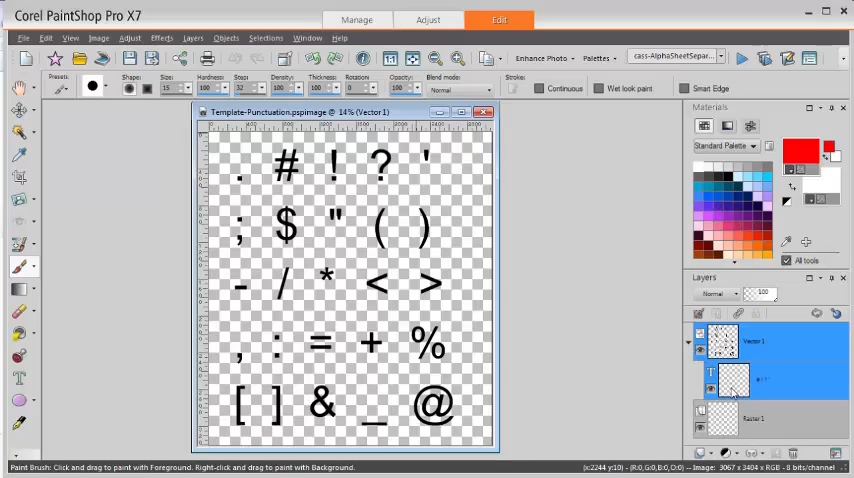 Corel PaintShop Pro X7
Manage Adjust Edit
File Edit View Image Adjust Effects Layers Objects Selections Window Help
Enhance Photo Palettes cass-AlphaSheetSepar...
Presets: Shape: Size: Hardness: Step: Density: Thickness: Rotation: Opacity: Blend mode: Stroke:
15 100 32 100 100 0 100 Normal Continuous Wet look paint Smart Edge
Template-Punctuation.pspimage @ 14% (Vector 1)
. # ! ? '
; $ " ( )
- / * < >
, : = + %
[ ] & _ @
Materials
Standard Palette
All tools
Layers
Normal 100
Vector 1
Raster 1
Paint Brush: Click and drag to paint with Foreground. Right-click and drag to paint with Background.
(x:2244 y:10) - (R:0,G:0,B:0,O:0) -- Image: 3067 x 3404 x RGB - 8 bits/channel